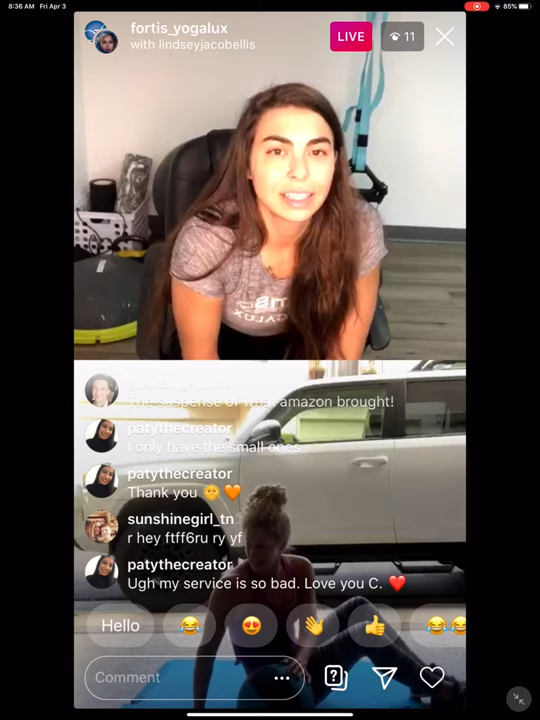 8:36 AM Fri Apr 3
85%
fortis_yogalux
with lindseyjacobellis
LIVE
11
The suspense of what amazon brought!
patythecreator
I only have the small ones
patythecreator
Thank you 🌞 🧡
sunshinegirl_tn
r hey ftff6ru ry yf
patythecreator
Ugh my service is so bad. Love you C. ❤️
Hello 😂 😍 👋 👍 😂😂
Comment